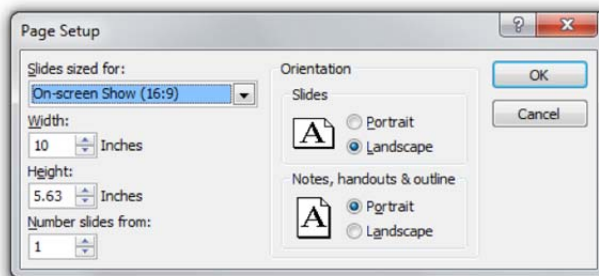 Page Setup
Slides sized for:
On-screen Show (16:9)
Width:
10 Inches
Height:
5.63 Inches
Number slides from:
1
Orientation
Slides
A
Portrait
Landscape
Notes, handouts & outline
A
Portrait
Landscape
OK
Cancel